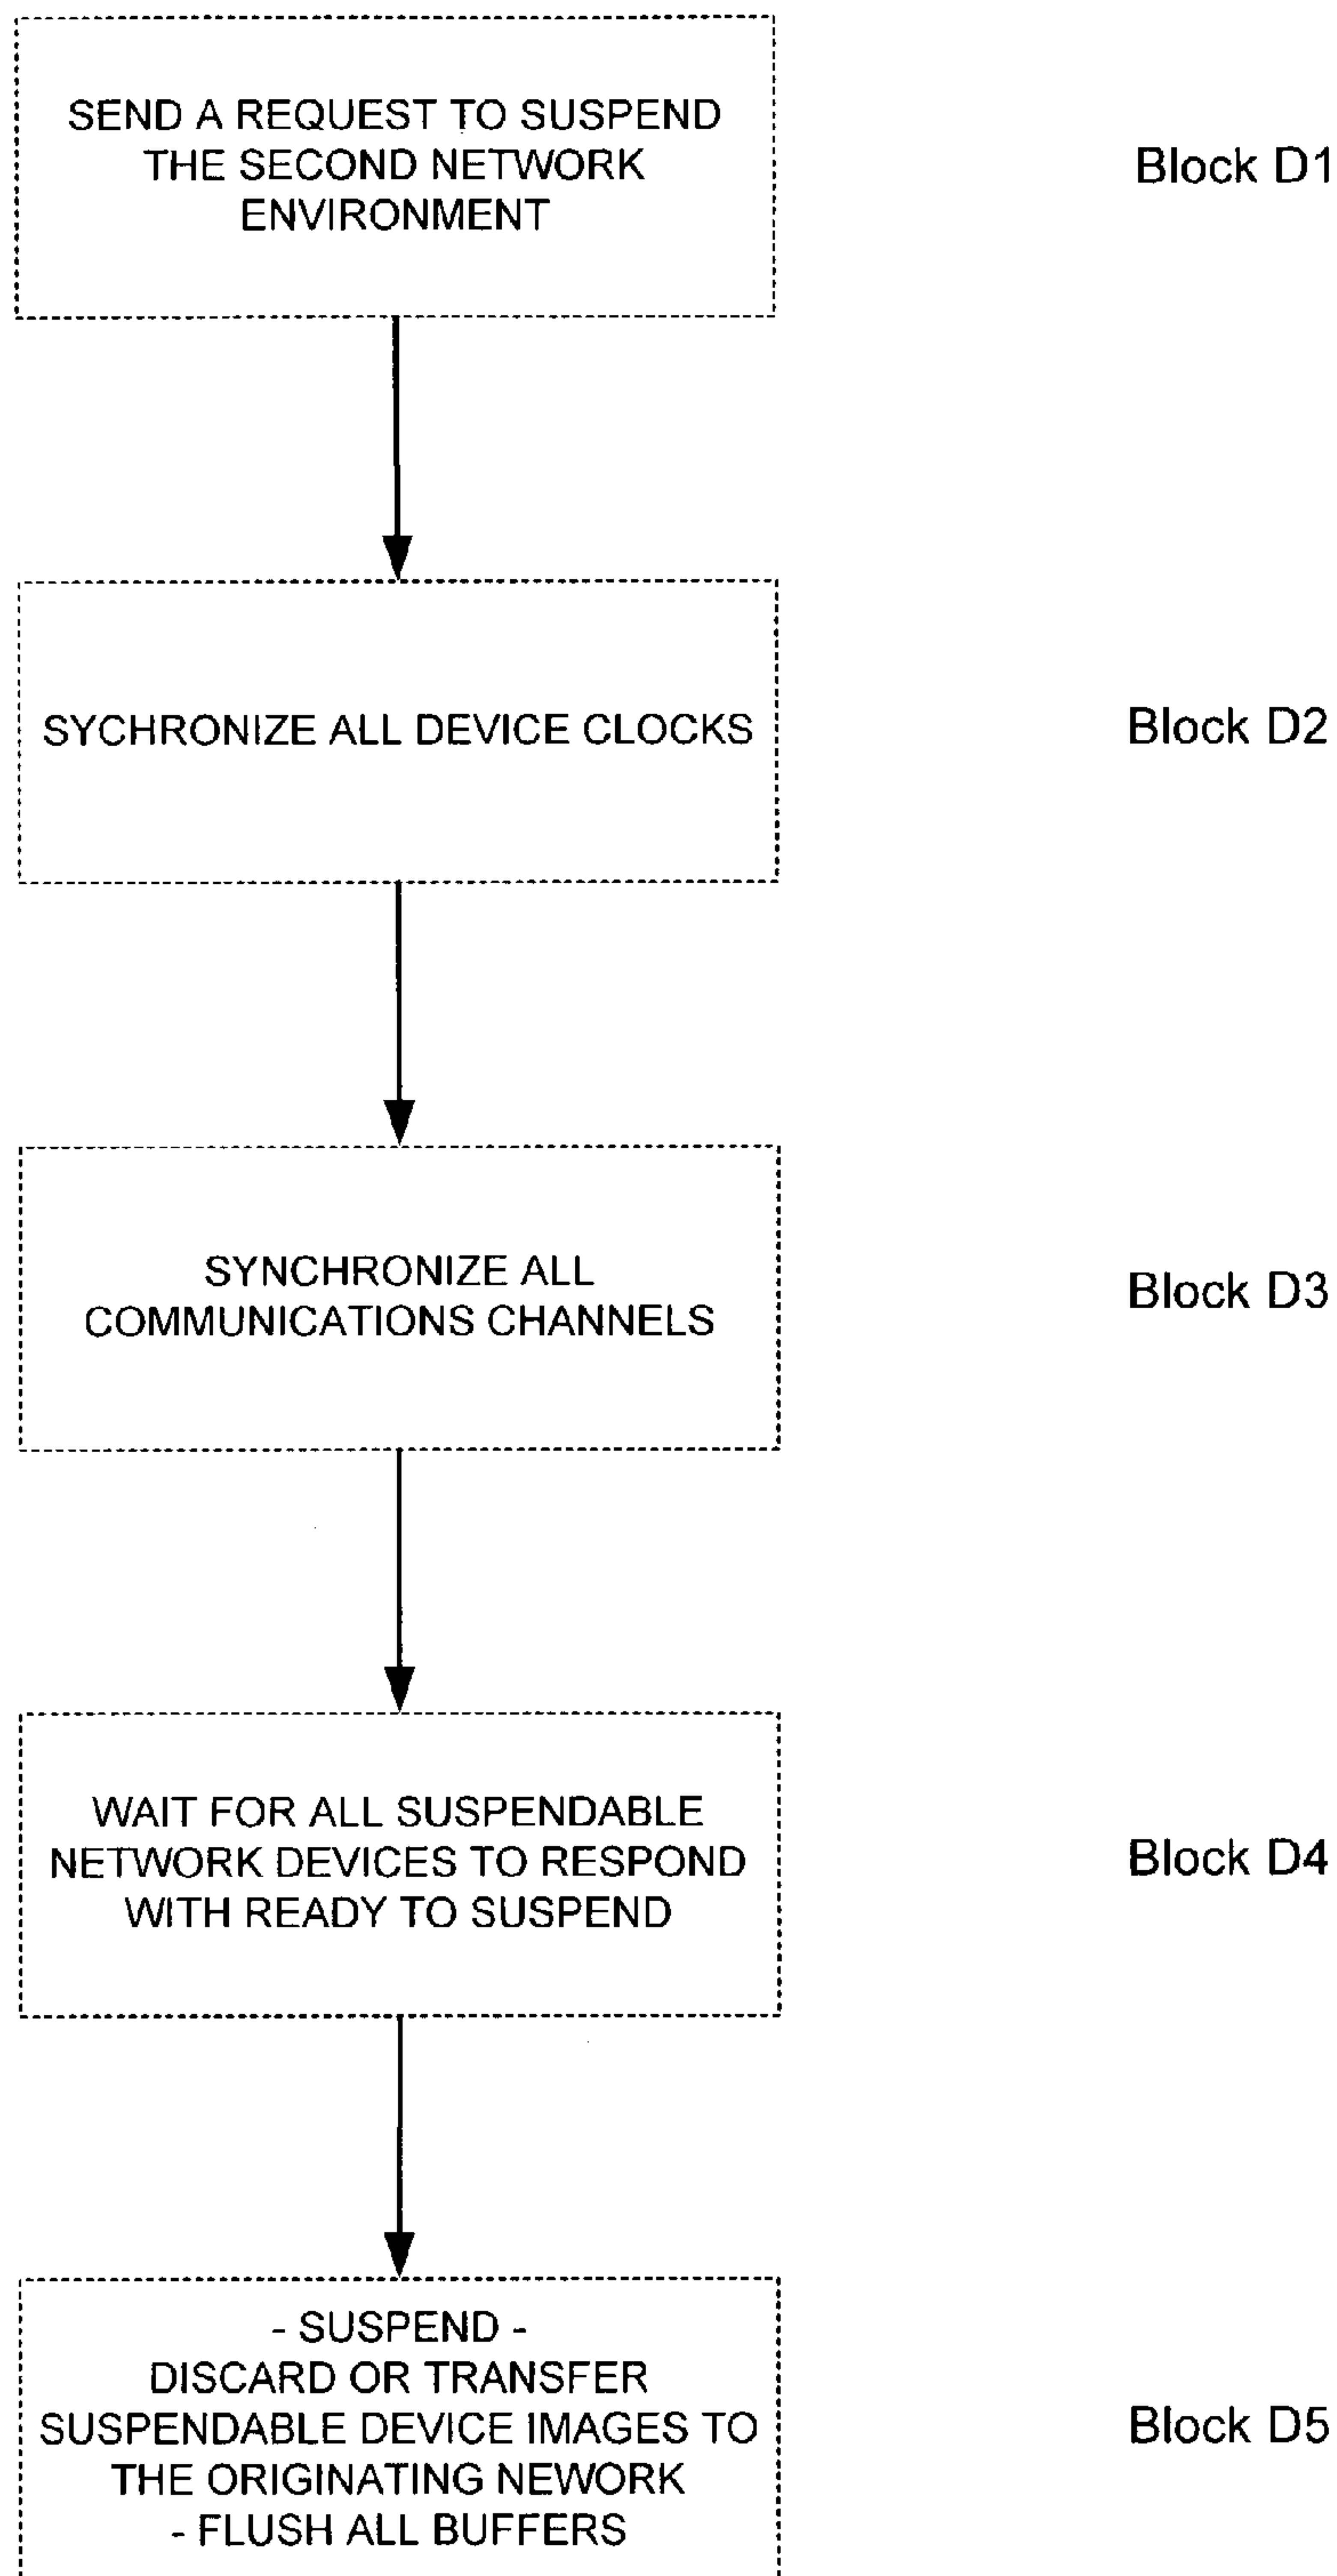 SEND A REQUEST TO SUSPEND
THE SECOND NETWORK
ENVIRONMENT
Block D1
SYCHRONIZE ALL DEVICE CLOCKS
Block D2
SYNCHRONIZE ALL
COMMUNICATIONS CHANNELS
Block D3
WAIT FOR ALL SUSPENDABLE
NETWORK DEVICES TO RESPOND
WITH READY TO SUSPEND
Block D4
- SUSPEND -
DISCARD OR TRANSFER
SUSPENDABLE DEVICE IMAGES TO
THE ORIGINATING NEWORK
- FLUSH ALL BUFFERS
Block D5